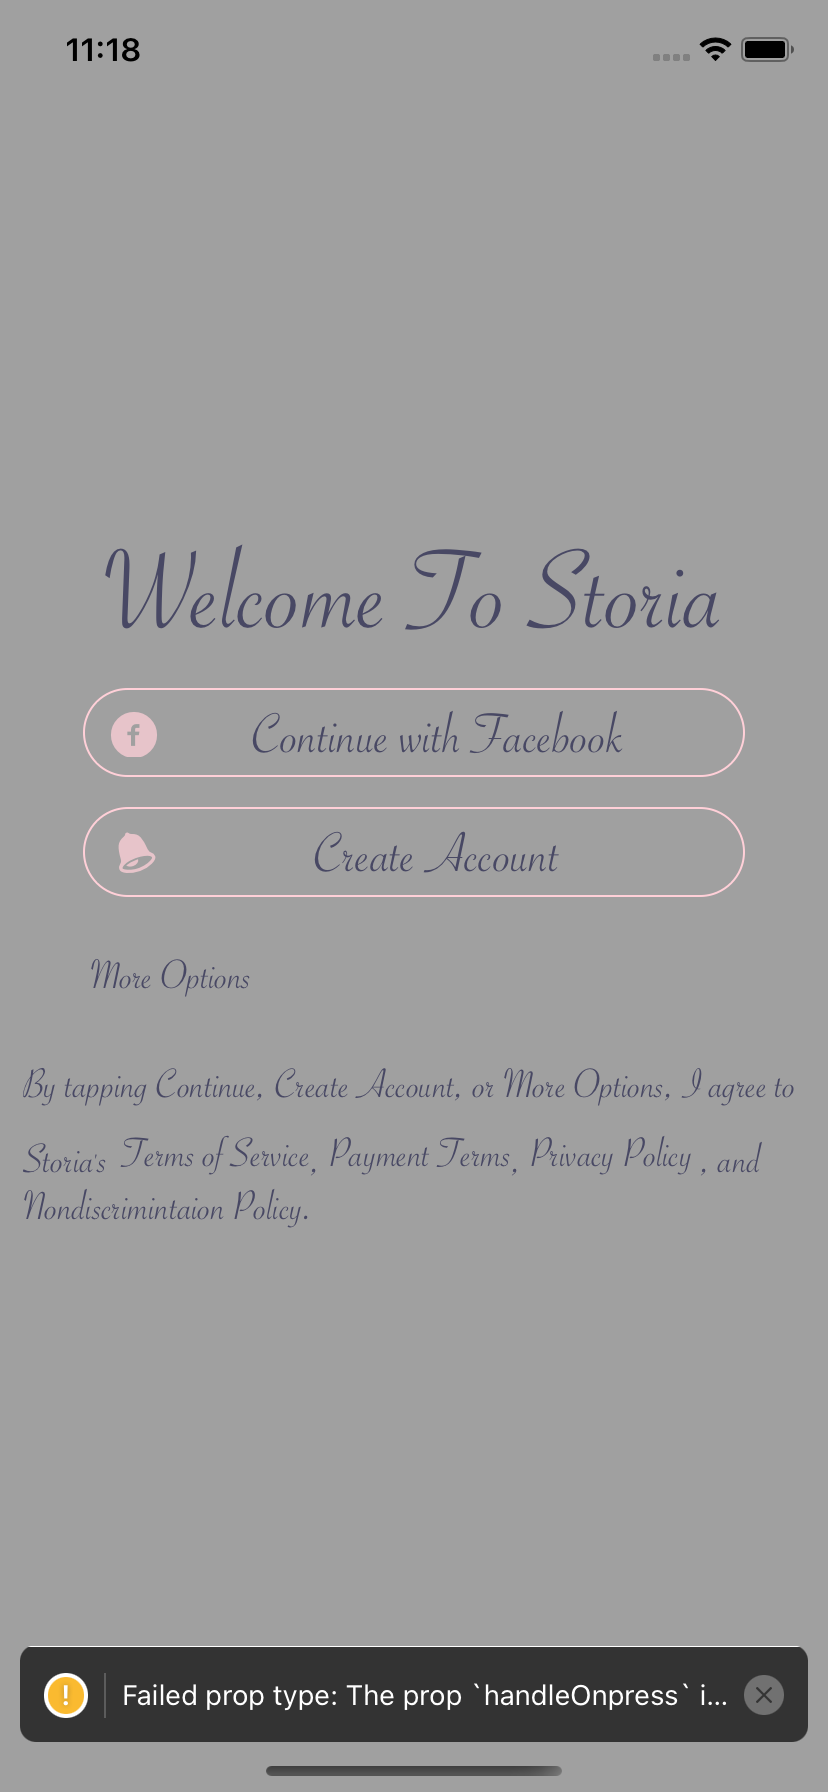 11:18
Welcome To Storia
f
Continue with Facebook
Create Account
More Options
By tapping Continue, Create Account, or More Options, I agree to
Storia's Terms of Service, Payment Terms, Privacy Policy , and
Nondiscrimintaion Policy.
! Failed prop type: The prop `handleOnpress` i...